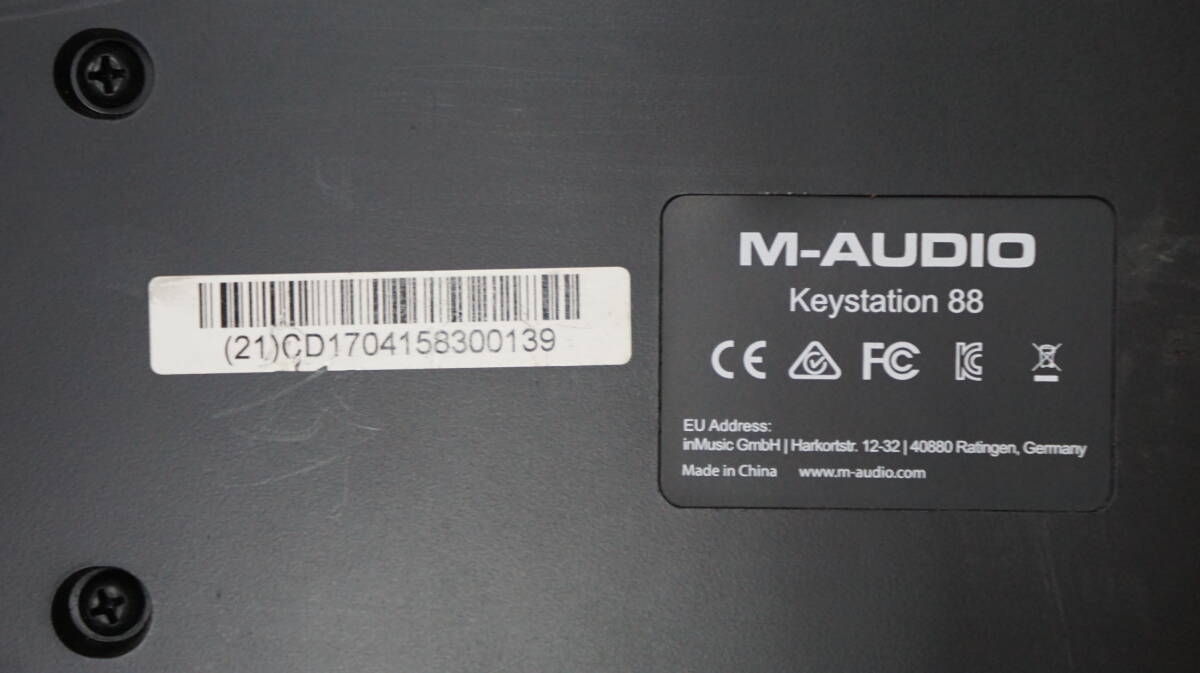 (21)CD1704158300139
M-AUDIO
Keystation 88
CE FC
EU Address:
inMusic GmbH | Harkortstr. 12-32 | 40880 Ratingen, Germany
Made in China www.m-audio.com